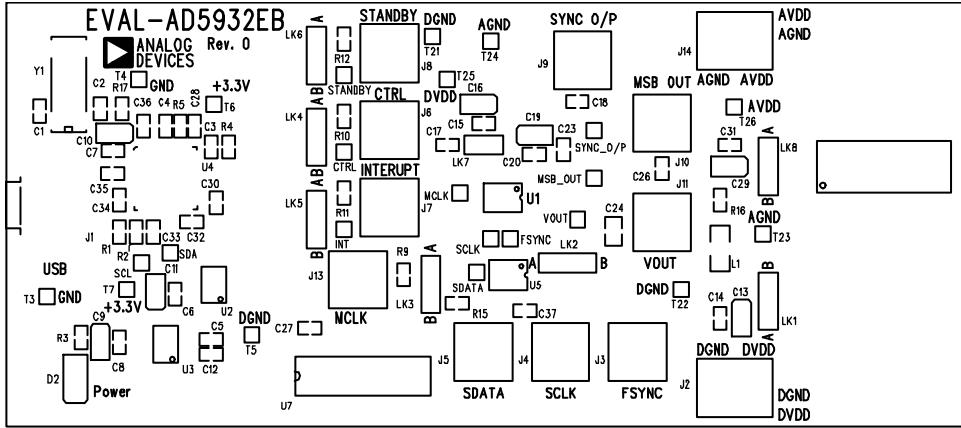 EVAL-AD5932EB
ANALOG DEVICES Rev. 0
Y1
C1
C2
R17
T4
GND
+3.3V
T6
C36
C4
R5
C28
C3
R4
C10
C7
U4
C35
C34
C30
J1
R1
R2
C33
C32
SDA
SCL
C11
USB
T3
GND
T7
+3.3V
C6
U2
DGND
T5
R3
C9
C8
U3
C5
C12
D2
Power
LK6
A
B
R12
STANDBY
STANDBY
J8
DGND
T21
AGND
T24
LK4
A
B
R10
CTRL
CTRL
J6
T25
DVDD
C16
C17
C15
LK7
LK5
A
B
R11
INT
INTERUPT
J7
MCLK
J13
MCLK
R9
LK3
A
B
C27
U7
SYNC O/P
J9
C18
C19
C20
C23
SYNC_O/P
MSB_OUT
U1
VOUT
C24
SCLK
FSYNC
LK2
A
B
SDATA
U5
R15
C37
J5
SDATA
J4
SCLK
J3
FSYNC
MSB OUT
J10
C26
J11
VOUT
DGND
T22
J14
AVDD
AGND
AGND AVDD
AVDD
T26
C31
C29
LK8
A
B
R16
AGND
T23
L1
C14
C13
LK1
A
B
DGND DVDD
J2
DGND
DVDD